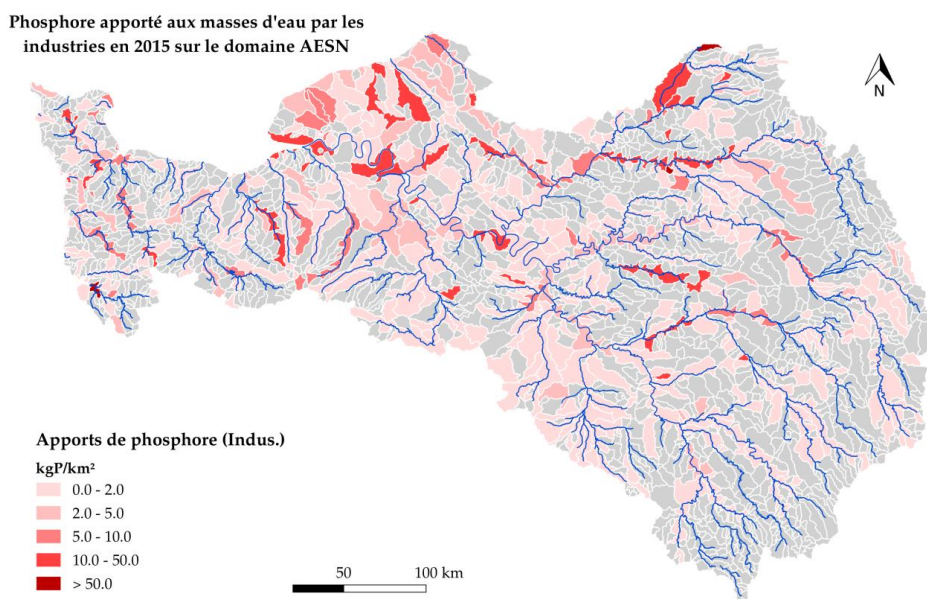 Phosphore apporté aux masses d'eau par les
industries en 2015 sur le domaine AESN
N
Apports de phosphore (Indus.)
kgP/km²
0.0 - 2.0
2.0 - 5.0
5.0 - 10.0
10.0 - 50.0
> 50.0
50 100 km